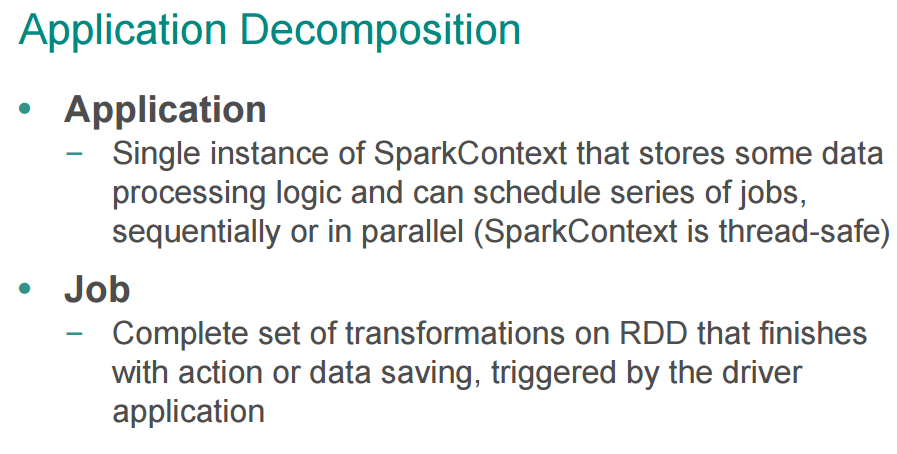 Application Decomposition
• Application
– Single instance of SparkContext that stores some data
processing logic and can schedule series of jobs,
sequentially or in parallel (SparkContext is thread-safe)
• Job
– Complete set of transformations on RDD that finishes
with action or data saving, triggered by the driver
application